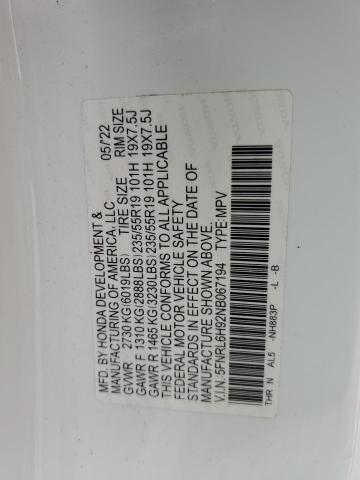 MFD. BY HONDA DEVELOPMENT &
MANUFACTURING OF AMERICA, LLC 05/22
GVWR 2730 KG(6019LBS) TIRE SIZE RIM SIZE
GAWR F 1310 KG(2888LBS)235/55R19 101H 19X7.5J
GAWR R 1465 KG(3230LBS)235/55R19 101H 19X7.5J
THIS VEHICLE CONFORMS TO ALL APPLICABLE
FEDERAL MOTOR VEHICLE SAFETY
STANDARDS IN EFFECT ON THE DATE OF
MANUFACTURE SHOWN ABOVE.
V.I.N.:5FNRL6H92NB067194 TYPE:MPV
THR N AL5 -NH883P -L -B